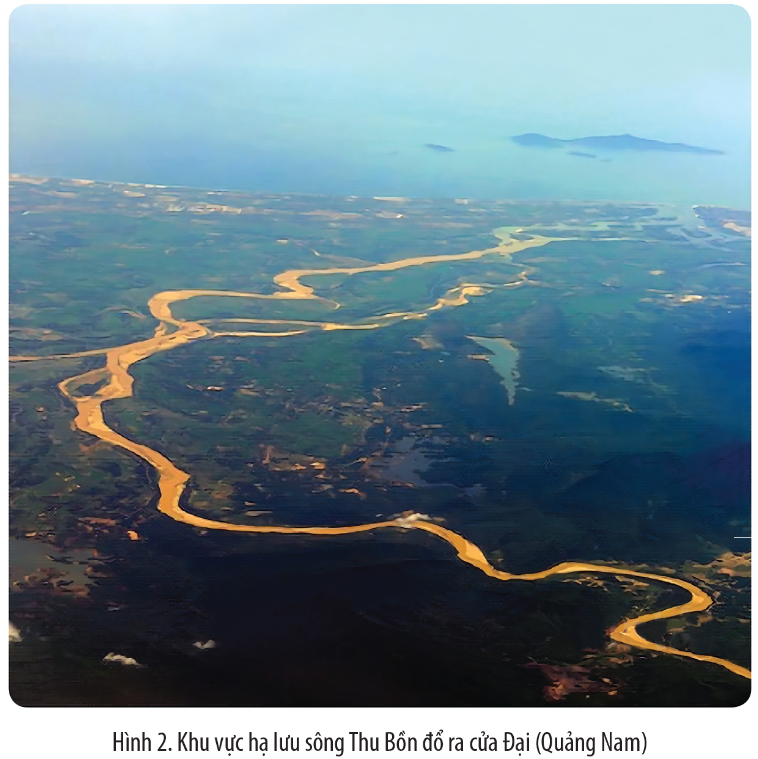 Hình 2. Khu vực hạ lưu sông Thu Bồn đổ ra cửa Đại (Quảng Nam)